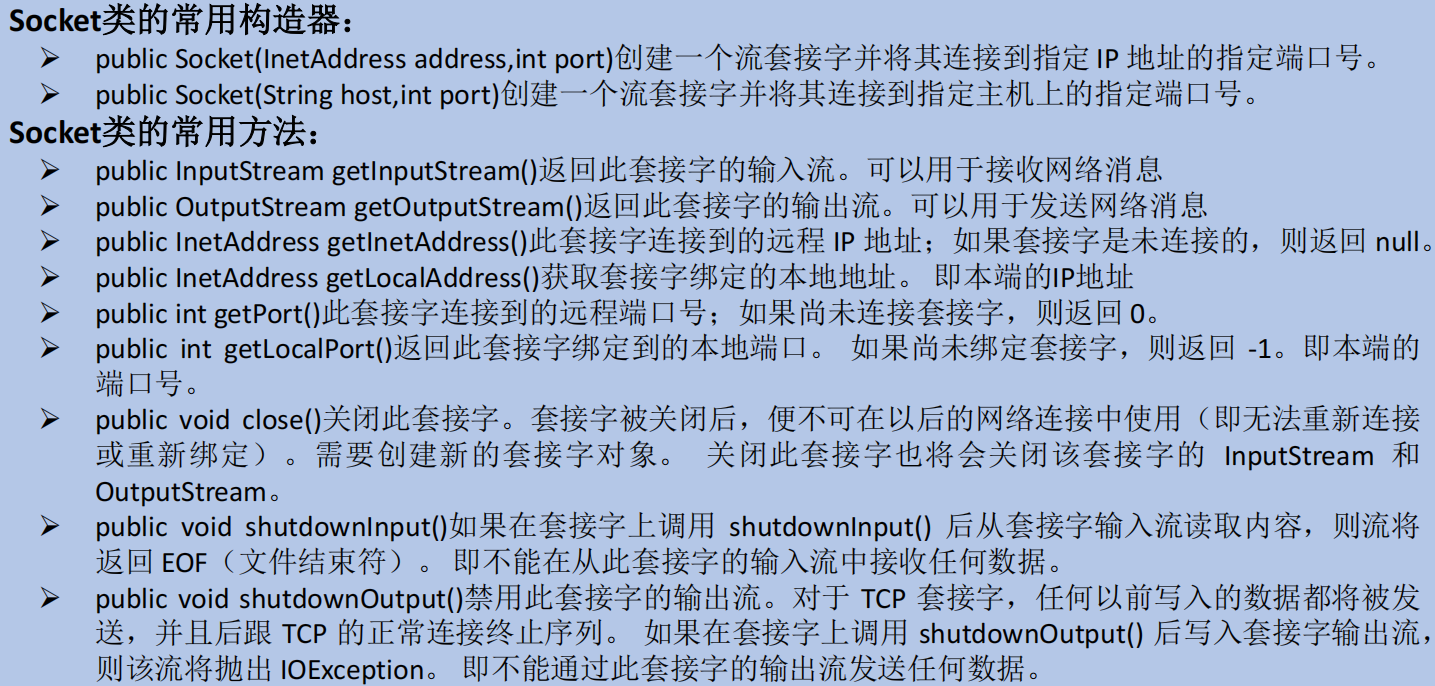 Socket类的常用构造器：
➢ public Socket(InetAddress address,int port)创建一个流套接字并将其连接到指定 IP 地址的指定端口号。
➢ public Socket(String host,int port)创建一个流套接字并将其连接到指定主机上的指定端口号。
Socket类的常用方法：
➢ public InputStream getInputStream()返回此套接字的输入流。可以用于接收网络消息
➢ public OutputStream getOutputStream()返回此套接字的输出流。可以用于发送网络消息
➢ public InetAddress getInetAddress()此套接字连接到的远程 IP 地址；如果套接字是未连接的，则返回 null。
➢ public InetAddress getLocalAddress()获取套接字绑定的本地地址。 即本端的IP地址
➢ public int getPort()此套接字连接到的远程端口号；如果尚未连接套接字，则返回 0。
➢ public int getLocalPort()返回此套接字绑定到的本地端口。 如果尚未绑定套接字，则返回 -1。即本端的
端口号。
➢ public void close()关闭此套接字。套接字被关闭后，便不可在以后的网络连接中使用（即无法重新连接
或重新绑定）。需要创建新的套接字对象。 关闭此套接字也将会关闭该套接字的 InputStream 和
OutputStream。
➢ public void shutdownInput()如果在套接字上调用 shutdownInput() 后从套接字输入流读取内容，则流将
返回 EOF（文件结束符）。 即不能在从此套接字的输入流中接收任何数据。
➢ public void shutdownOutput()禁用此套接字的输出流。对于 TCP 套接字，任何以前写入的数据都将被发
送，并且后跟 TCP 的正常连接终止序列。 如果在套接字上调用 shutdownOutput() 后写入套接字输出流，
则该流将抛出 IOException。 即不能通过此套接字的输出流发送任何数据。